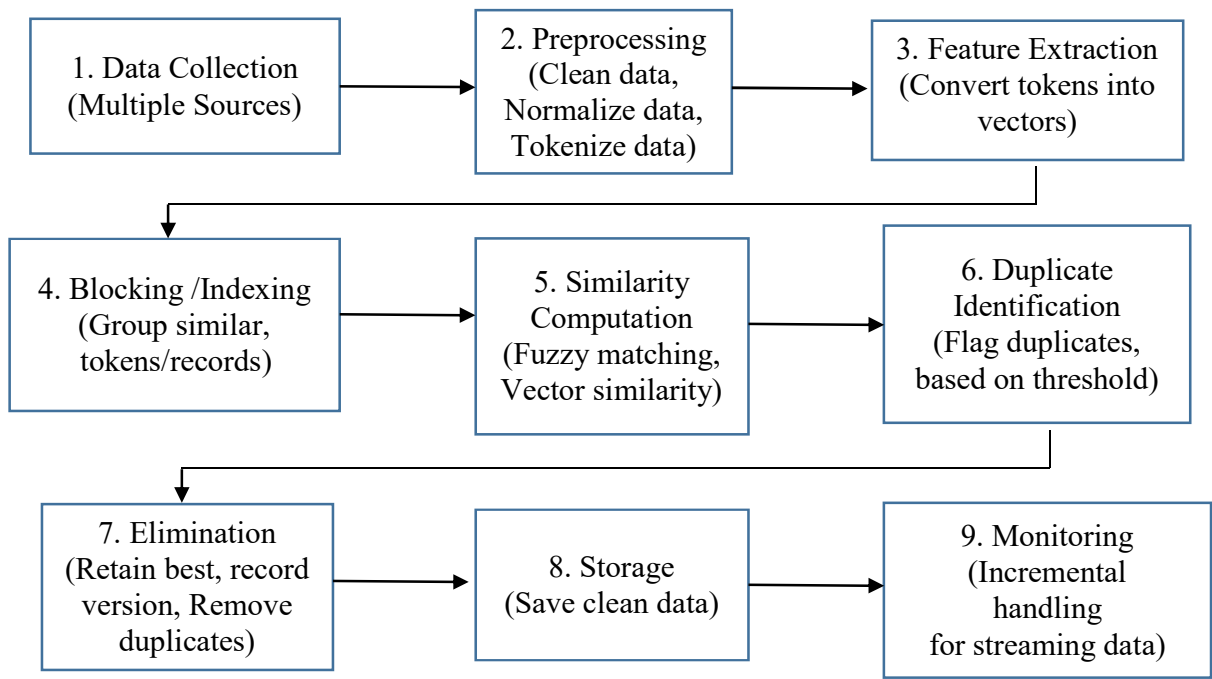 1. Data Collection
(Multiple Sources)
2. Preprocessing
(Clean data,
Normalize data,
Tokenize data)
3. Feature Extraction
(Convert tokens into
vectors)
4. Blocking /Indexing
(Group similar,
tokens/records)
5. Similarity
Computation
(Fuzzy matching,
Vector similarity)
6. Duplicate
Identification
(Flag duplicates,
based on threshold)
7. Elimination
(Retain best, record
version, Remove
duplicates)
8. Storage
(Save clean data)
9. Monitoring
(Incremental
handling
for streaming data)